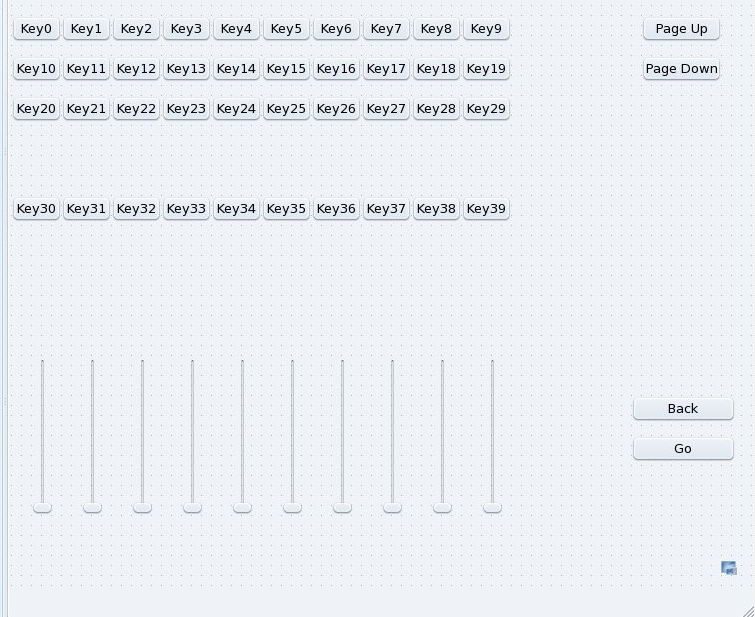 Key0 Key1 Key2 Key3 Key4 Key5 Key6 Key7 Key8 Key9 Page Up
Key10 Key11 Key12 Key13 Key14 Key15 Key16 Key17 Key18 Key19 Page Down
Key20 Key21 Key22 Key23 Key24 Key25 Key26 Key27 Key28 Key29
Key30 Key31 Key32 Key33 Key34 Key35 Key36 Key37 Key38 Key39
Back
Go